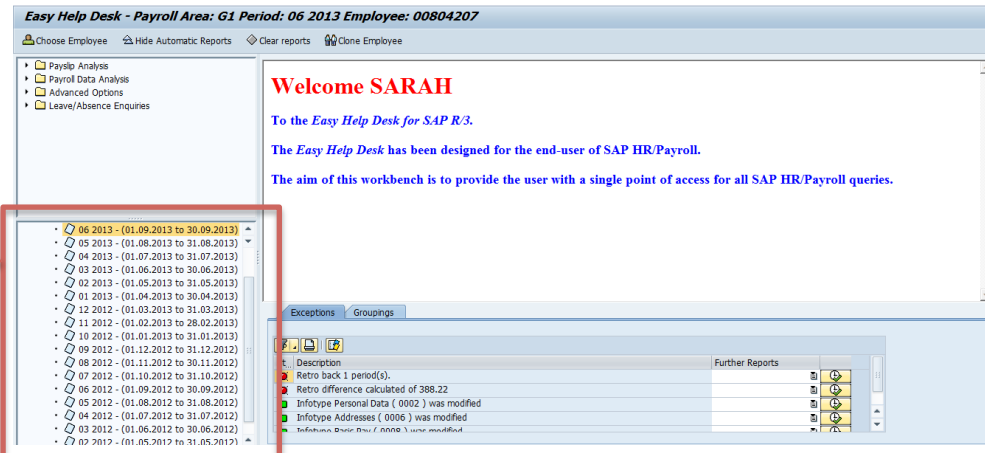 Easy Help Desk - Payroll Area: G1 Period: 06 2013 Employee: 00804207
Choose Employee Hide Automatic Reports Clear reports Clone Employee
Payslip Analysis
Payroll Data Analysis
Advanced Options
Leave/Absence Enquiries
Welcome SARAH
To the Easy Help Desk for SAP R/3.
The Easy Help Desk has been designed for the end-user of SAP HR/Payroll.
The aim of this workbench is to provide the user with a single point of access for all SAP HR/Payroll queries.
06 2013 - (01.09.2013 to 30.09.2013)
05 2013 - (01.08.2013 to 31.08.2013)
04 2013 - (01.07.2013 to 31.07.2013)
03 2013 - (01.06.2013 to 30.06.2013)
02 2013 - (01.05.2013 to 31.05.2013)
01 2013 - (01.04.2013 to 30.04.2013)
12 2012 - (01.03.2013 to 31.03.2013)
11 2012 - (01.02.2013 to 28.02.2013)
10 2012 - (01.01.2013 to 31.01.2013)
09 2012 - (01.12.2012 to 31.12.2012)
08 2012 - (01.11.2012 to 30.11.2012)
07 2012 - (01.10.2012 to 31.10.2012)
06 2012 - (01.09.2012 to 30.09.2012)
05 2012 - (01.08.2012 to 31.08.2012)
04 2012 - (01.07.2012 to 31.07.2012)
03 2012 - (01.06.2012 to 30.06.2012)
02 2012 - (01.05.2012 to 31.05.2012)
Exceptions Groupings
Description Further Reports
Retro back 1 period(s).
Retro difference calculated of 388.22
Infotype Personal Data ( 0002 ) was modified
Infotype Addresses ( 0006 ) was modified
Infotype Basic Pay ( 0008 ) was modified